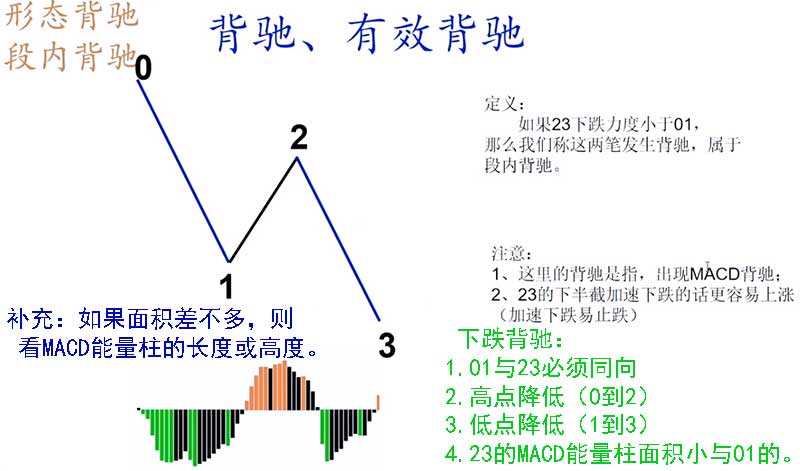 形态背驰
段内背驰
背驰、有效背驰
0
2
1
3
定义：
如果23下跌力度小于01，
那么我们称这两笔发生背驰，属于
段内背驰。
注意：
1、这里的背驰是指，出现MACD背驰；
2、23的下半截加速下跌的话更容易上涨
（加速下跌易止跌）
补充：如果面积差不多，则
看MACD能量柱的长度或高度。
下跌背驰：
1.01与23必须同向
2.高点降低（0到2）
3.低点降低（1到3）
4.23的MACD能量柱面积小与01的。